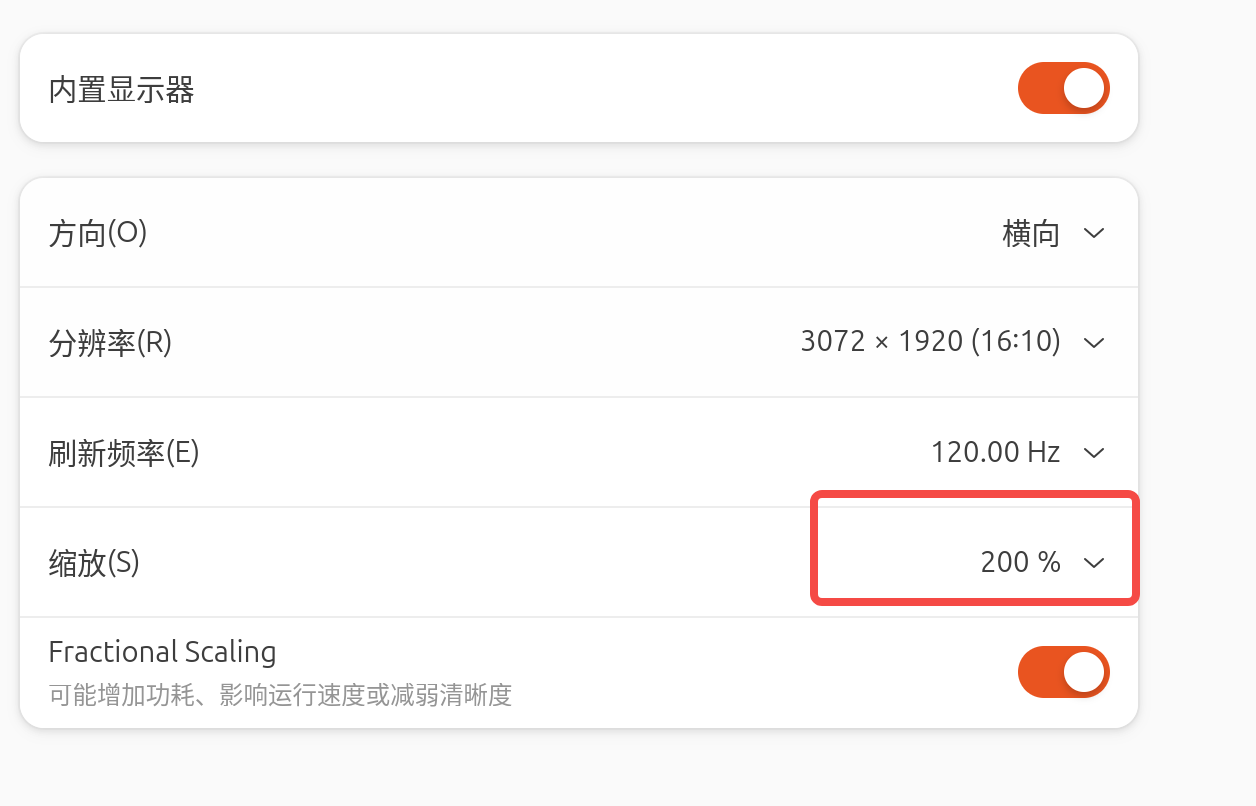 内置显示器
方向(O) 横向
分辨率(R) 3072 × 1920 (16∶10)
刷新频率(E) 120.00 Hz
缩放(S) 200 %
Fractional Scaling
可能增加功耗、影响运行速度或减弱清晰度